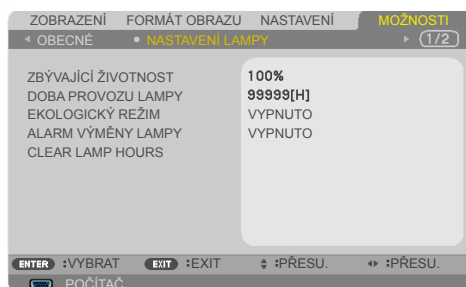 ZOBRAZENÍ FORMÁT OBRAZU NASTAVENÍ MOŽNOSTI
OBECNÉ • NASTAVENÍ LAMPY 1/2
ZBÝVAJÍCÍ ŽIVOTNOST 100%
DOBA PROVOZU LAMPY 99999[H]
EKOLOGICKÝ REŽIM VYPNUTO
ALARM VÝMĚNY LAMPY VYPNUTO
CLEAR LAMP HOURS
ENTER :VYBRAT EXIT :EXIT :PŘESU. :PŘESU.
POČÍTAČ